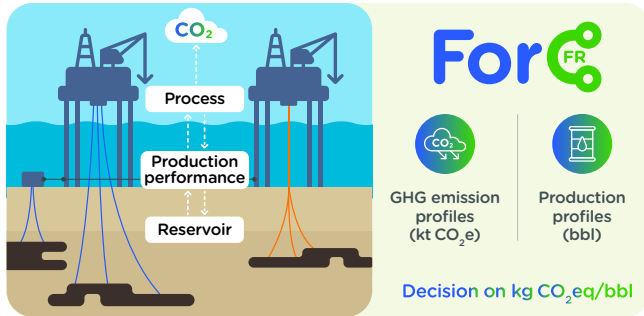 CO₂
Process
Production
performance
Reservoir
ForC
FR
CO₂
GHG emission
profiles
(kt CO₂e)
Production
profiles
(bbl)
Decision on kg CO₂eq/bbl